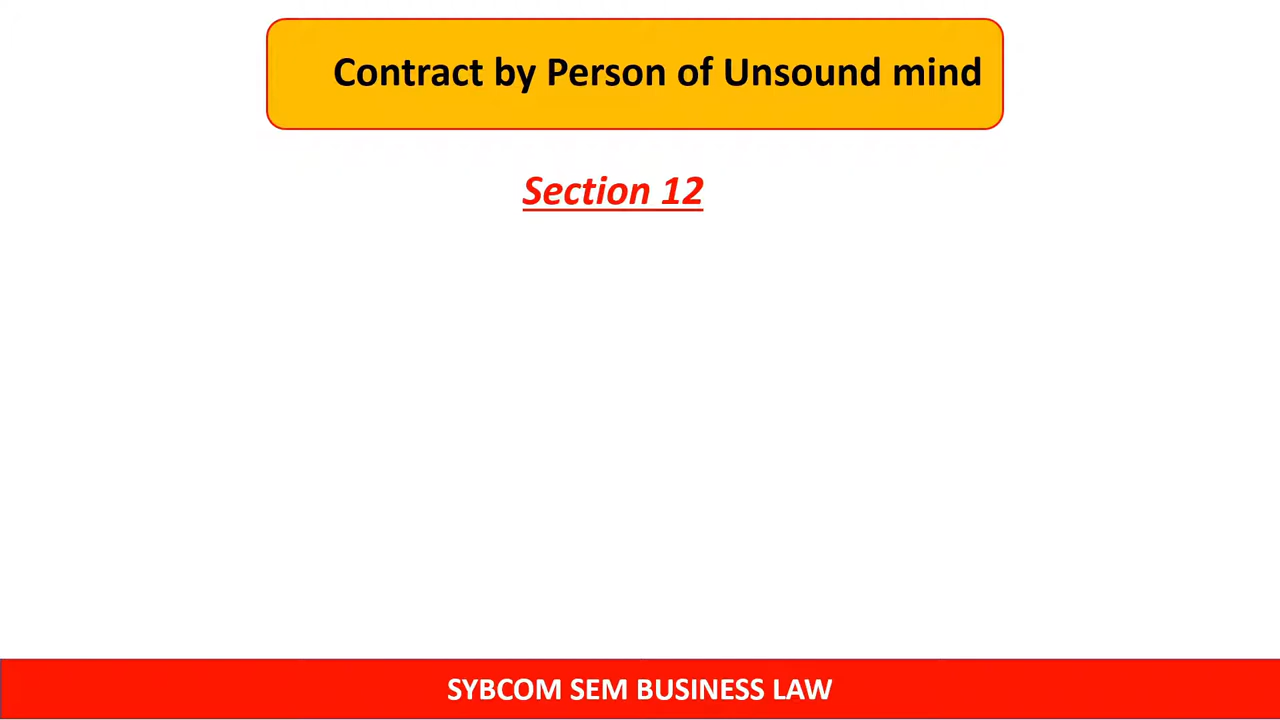 Contract by Person of Unsound mind
Section 12
SYBCOM SEM BUSINESS LAW